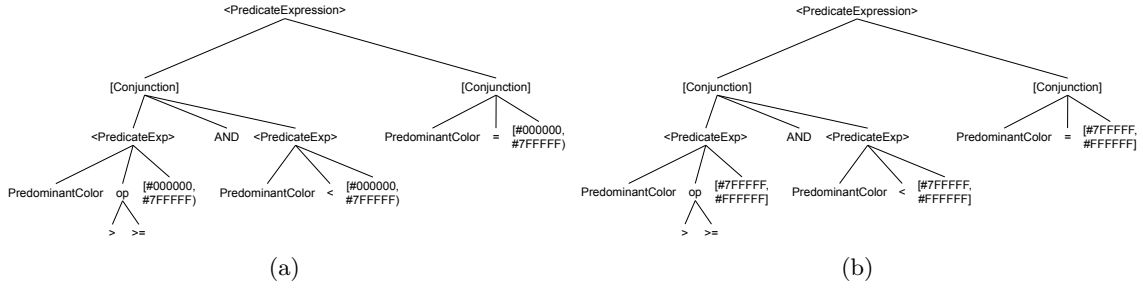 <PredicateExpression>
[Conjunction]
[Conjunction]
<PredicateExp>
AND
<PredicateExp>
PredominantColor
=
[#000000,
#7FFFFF)
PredominantColor
op
[#000000,
#7FFFFF)
PredominantColor
<
[#000000,
#7FFFFF)
>
>=
(a)
<PredicateExpression>
[Conjunction]
[Conjunction]
<PredicateExp>
AND
<PredicateExp>
PredominantColor
=
[#7FFFFF,
#FFFFFF]
PredominantColor
op
[#7FFFFF,
#FFFFFF]
PredominantColor
<
[#7FFFFF,
#FFFFFF]
>
>=
(b)